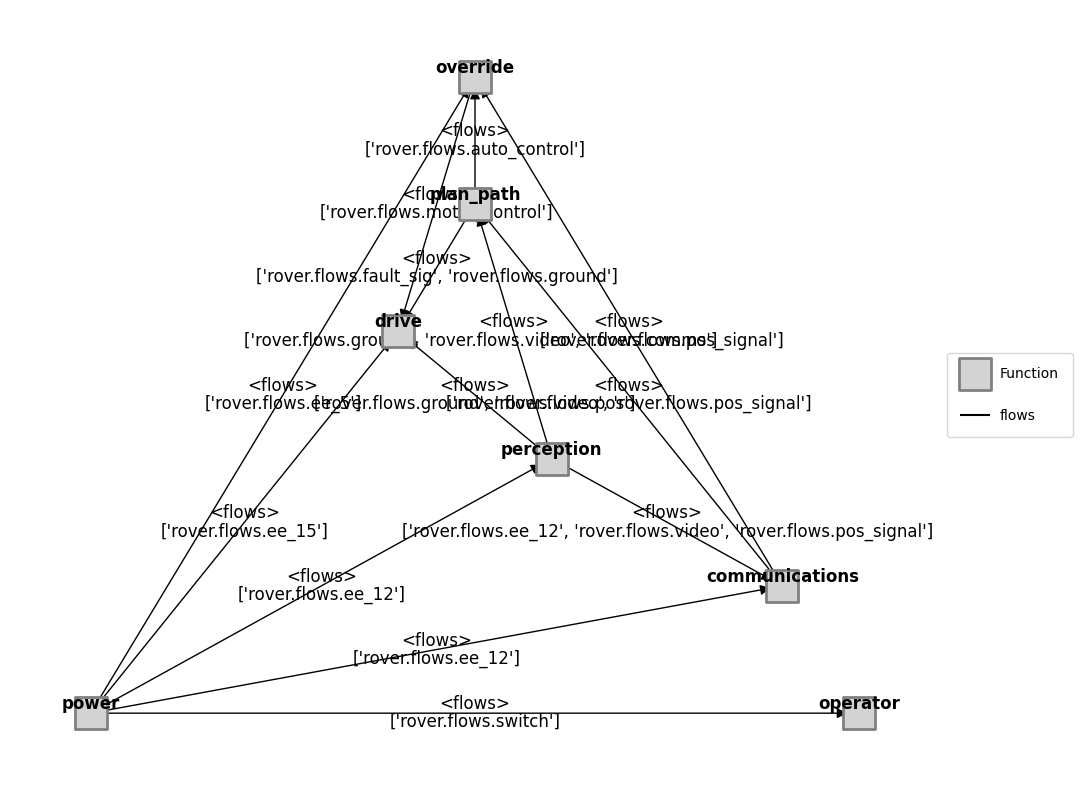 override
<flows>
['rover.flows.auto_control']
<flows>
plan_path
['rover.flows.motor_control']
<flows>
['rover.flows.fault_sig', 'rover.flows.ground']
drive
<flows>
<flows>
['rover.flows.ground', 'rover.flows.video', 'rover.flows.pos_signal']
['rover.flows.comms']
Function
flows
<flows>
<flows>
<flows>
['rover.flows.ee_5']
['rover.flows.ground', 'rover.flows.pos']
['rover.flows.video', 'rover.flows.pos_signal']
perception
<flows>
['rover.flows.ee_15']
<flows>
['rover.flows.ee_12', 'rover.flows.video', 'rover.flows.pos_signal']
<flows>
['rover.flows.ee_12']
communications
<flows>
['rover.flows.ee_12']
power
<flows>
['rover.flows.switch']
operator